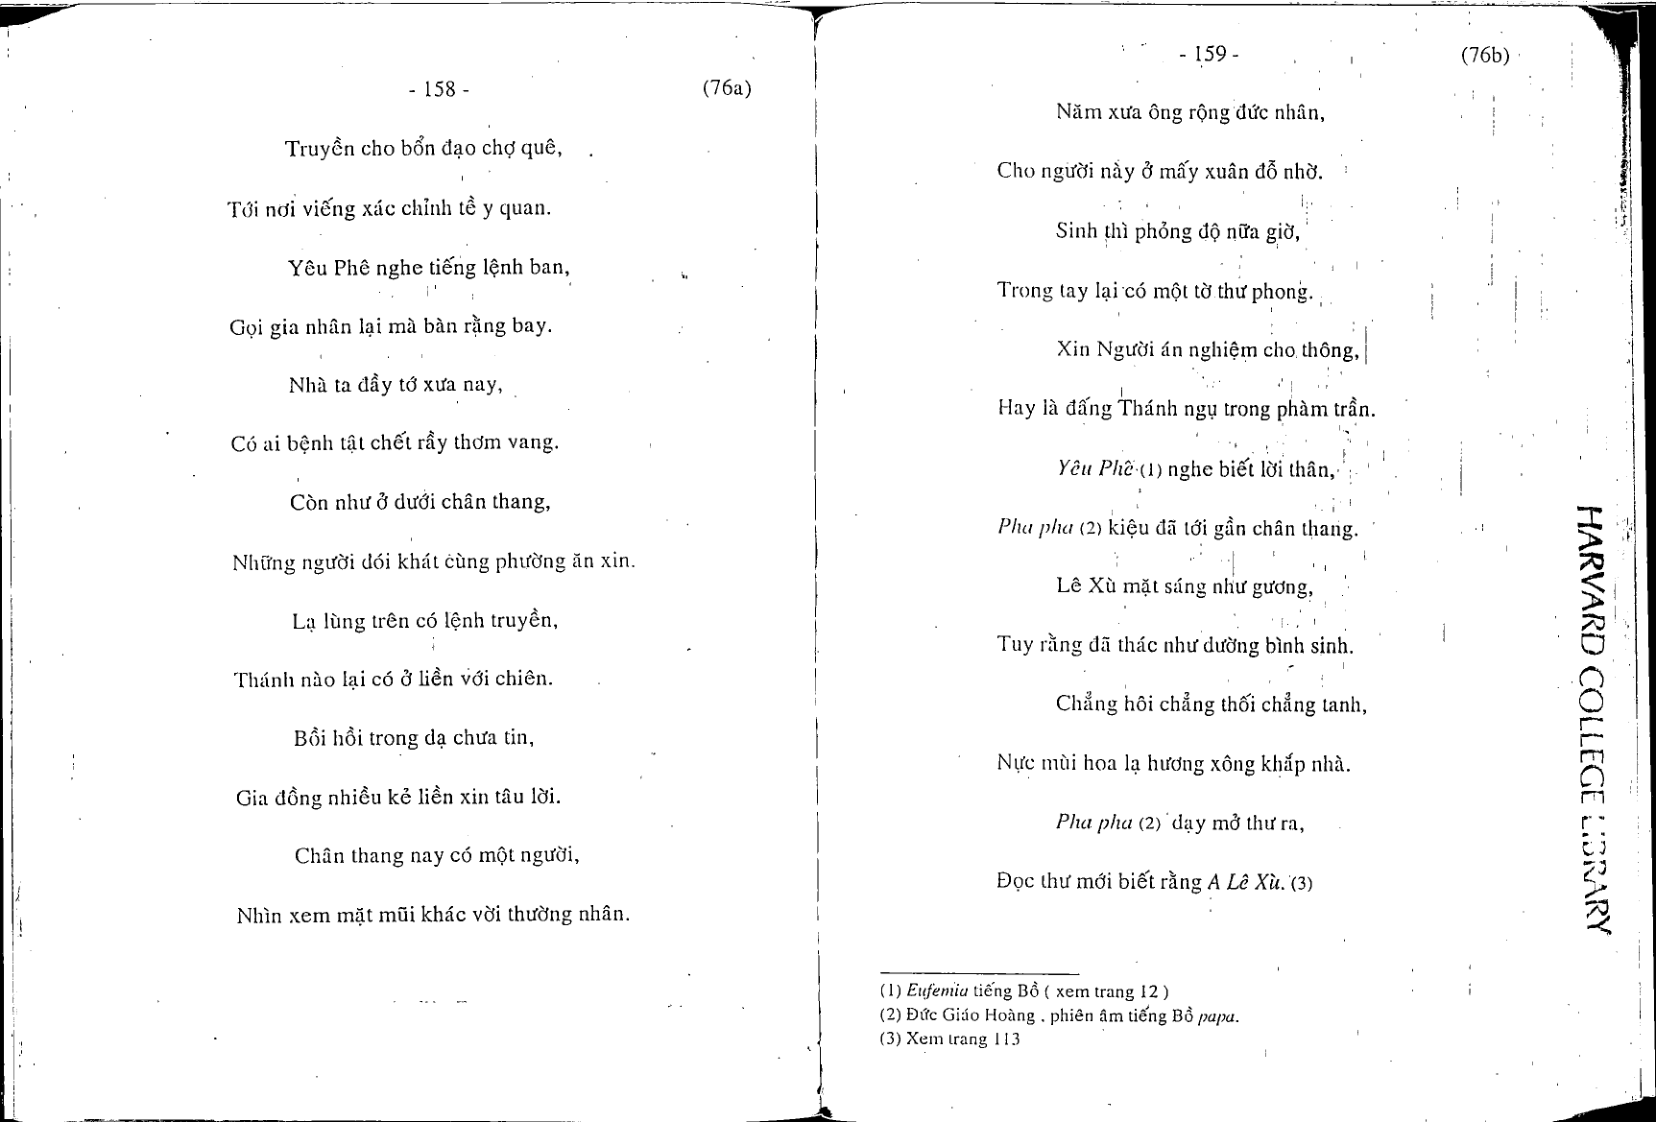 - 158 -
(76a)
Truyền cho bổn đạo chợ quê,
Tới nơi viếng xác chỉnh tề y quan.
Yêu Phê nghe tiếng lệnh ban,
Gọi gia nhân lại mà bàn rằng bay.
Nhà ta đầy tớ xưa nay,
Có ai bệnh tật chết rầy thơm vang.
Còn như ở dưới chân thang,
Những người đói khát cùng phường ăn xin.
Lạ lùng trên có lệnh truyền,
Thánh nào lại có ở liền với chiên.
Bồi hồi trong dạ chưa tin,
Gia đồng nhiều kẻ liền xin tâu lời.
Chân thang nay có một người,
Nhìn xem mặt mũi khác vời thường nhân.
- 159 -
(76b)
Năm xưa ông rộng đức nhân,
Cho người này ở mấy xuân đỗ nhờ.
Sinh thì phỏng độ nữa giờ,
Trong tay lại có một tờ thư phong.
Xin Người án nghiệm cho thông,
Hay là đấng Thánh ngụ trong phàm trần.
Yêu Phê (1) nghe biết lời thân,
Pha pha (2) kiệu đã tới gần chân thang.
Lê Xù mặt sáng như gương,
Tuy rằng đã thác như dường bình sinh.
Chẳng hôi chẳng thối chẳng tanh,
Nực mùi hoa lạ hương xông khắp nhà.
Pha pha (2) dạy mở thư ra,
Đọc thư mới biết rằng A Lê Xù. (3)
(1) Eufemia tiếng Bồ ( xem trang 12 )
(2) Đức Giáo Hoàng . phiên âm tiếng Bồ papa.
(3) Xem trang 113
HARVARD COLLEGE LIBRARY